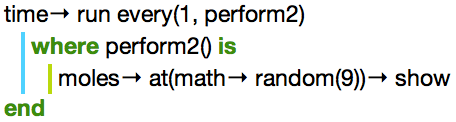 time→ run every(1, perform2)
where perform2() is
moles→ at(math→ random(9))→ show
end